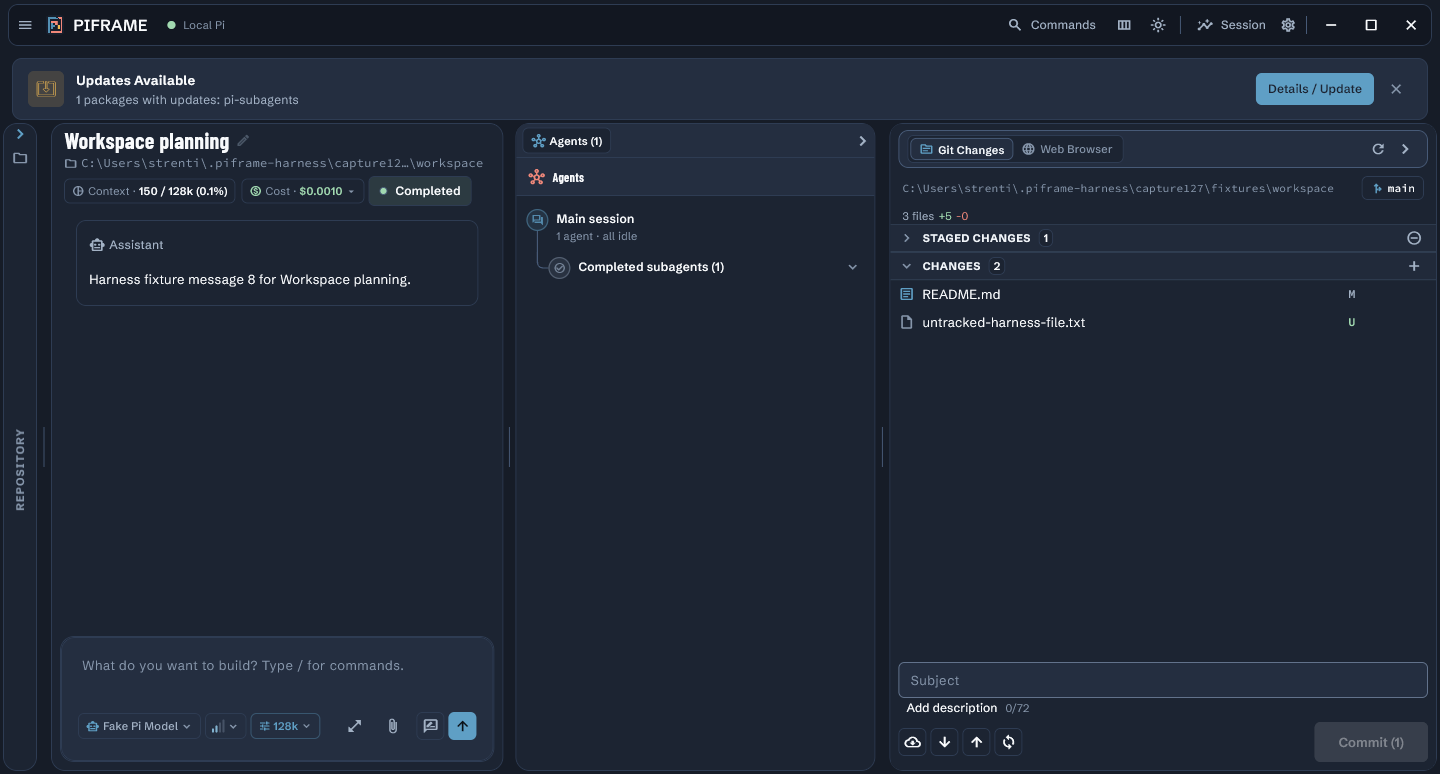 PIFRAME
Local Pi
Commands
Session
Updates Available
1 packages with updates: pi-subagents
Details / Update
REPOSITORY
Workspace planning
C:\Users\strenti\.piframe-harness\capture12…\workspace
Context · 150 / 128k (0.1%)
Cost · $0.0010
Completed
Assistant
Harness fixture message 8 for Workspace planning.
What do you want to build? Type / for commands.
Fake Pi Model
128k
Agents (1)
Agents
Main session
1 agent · all idle
Completed subagents (1)
Git Changes
Web Browser
C:\Users\strenti\.piframe-harness\capture127\fixtures\workspace
main
3 files +5 -0
STAGED CHANGES 1
CHANGES 2
README.md M
untracked-harness-file.txt U
Subject
Add description 0/72
Commit (1)